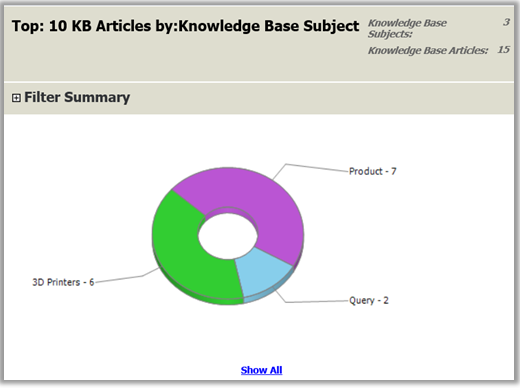 Top: 10 KB Articles by:Knowledge Base Subject
Knowledge Base Subjects: 3
Knowledge Base Articles: 15
Filter Summary
Product - 7
3D Printers - 6
Query - 2
Show All